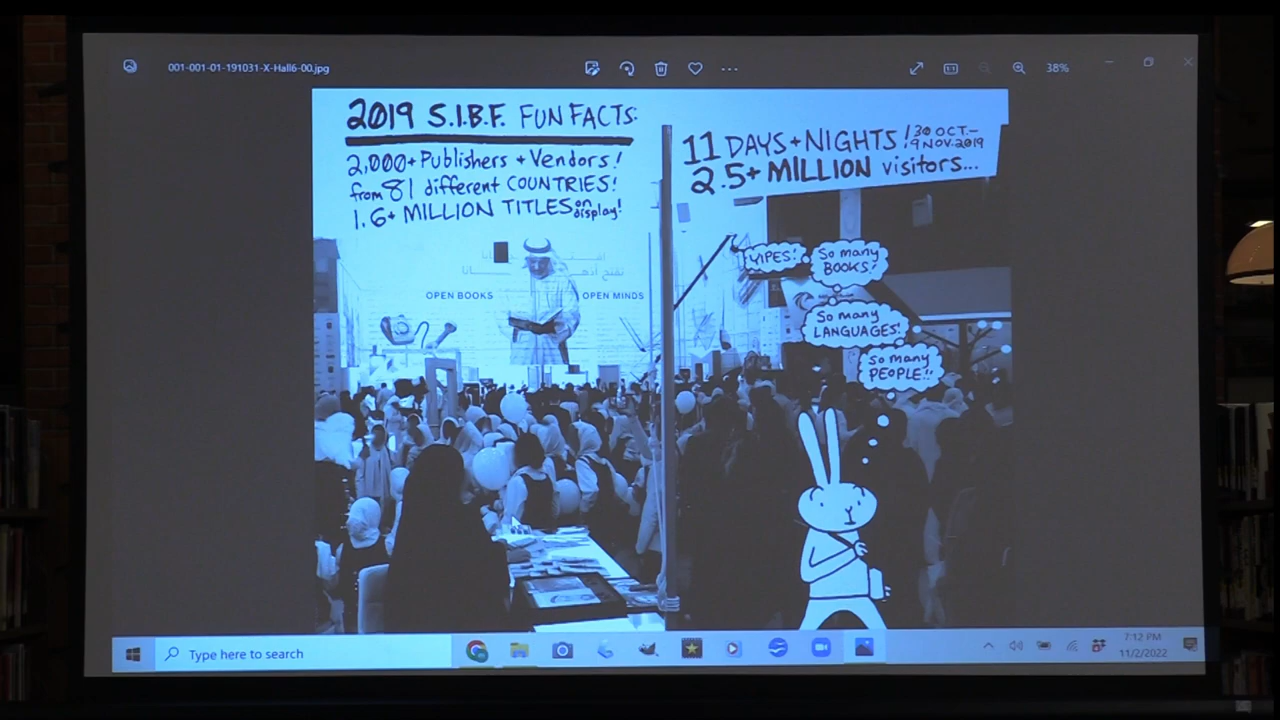 001-001-01-191031-X-Hall6-00.jpg
38%
2019 S.I.B.F. FUN FACTS:
2,000+ Publishers + Vendors!
from 81 different COUNTRIES!
1.6+ MILLION TITLES on display!
11 DAYS + NIGHTS! 30 OCT.–
9 NOV. 2019
2.5+ MILLION visitors...
OPEN BOOKS
OPEN MINDS
YIPES!
So many
BOOKS!
So many
LANGUAGES!
So many
PEOPLE!!
Type here to search
7:12 PM
11/2/2022